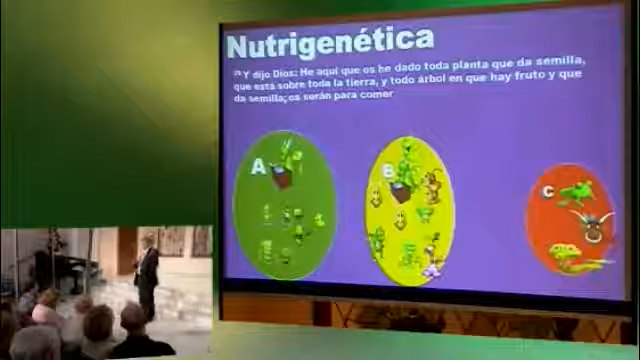 Nutrigenética
29 Y dijo Dios: He aquí que os he dado toda planta que da semilla,
que está sobre toda la tierra, y todo árbol en que hay fruto y que
da semilla; os serán para comer
A
B
C